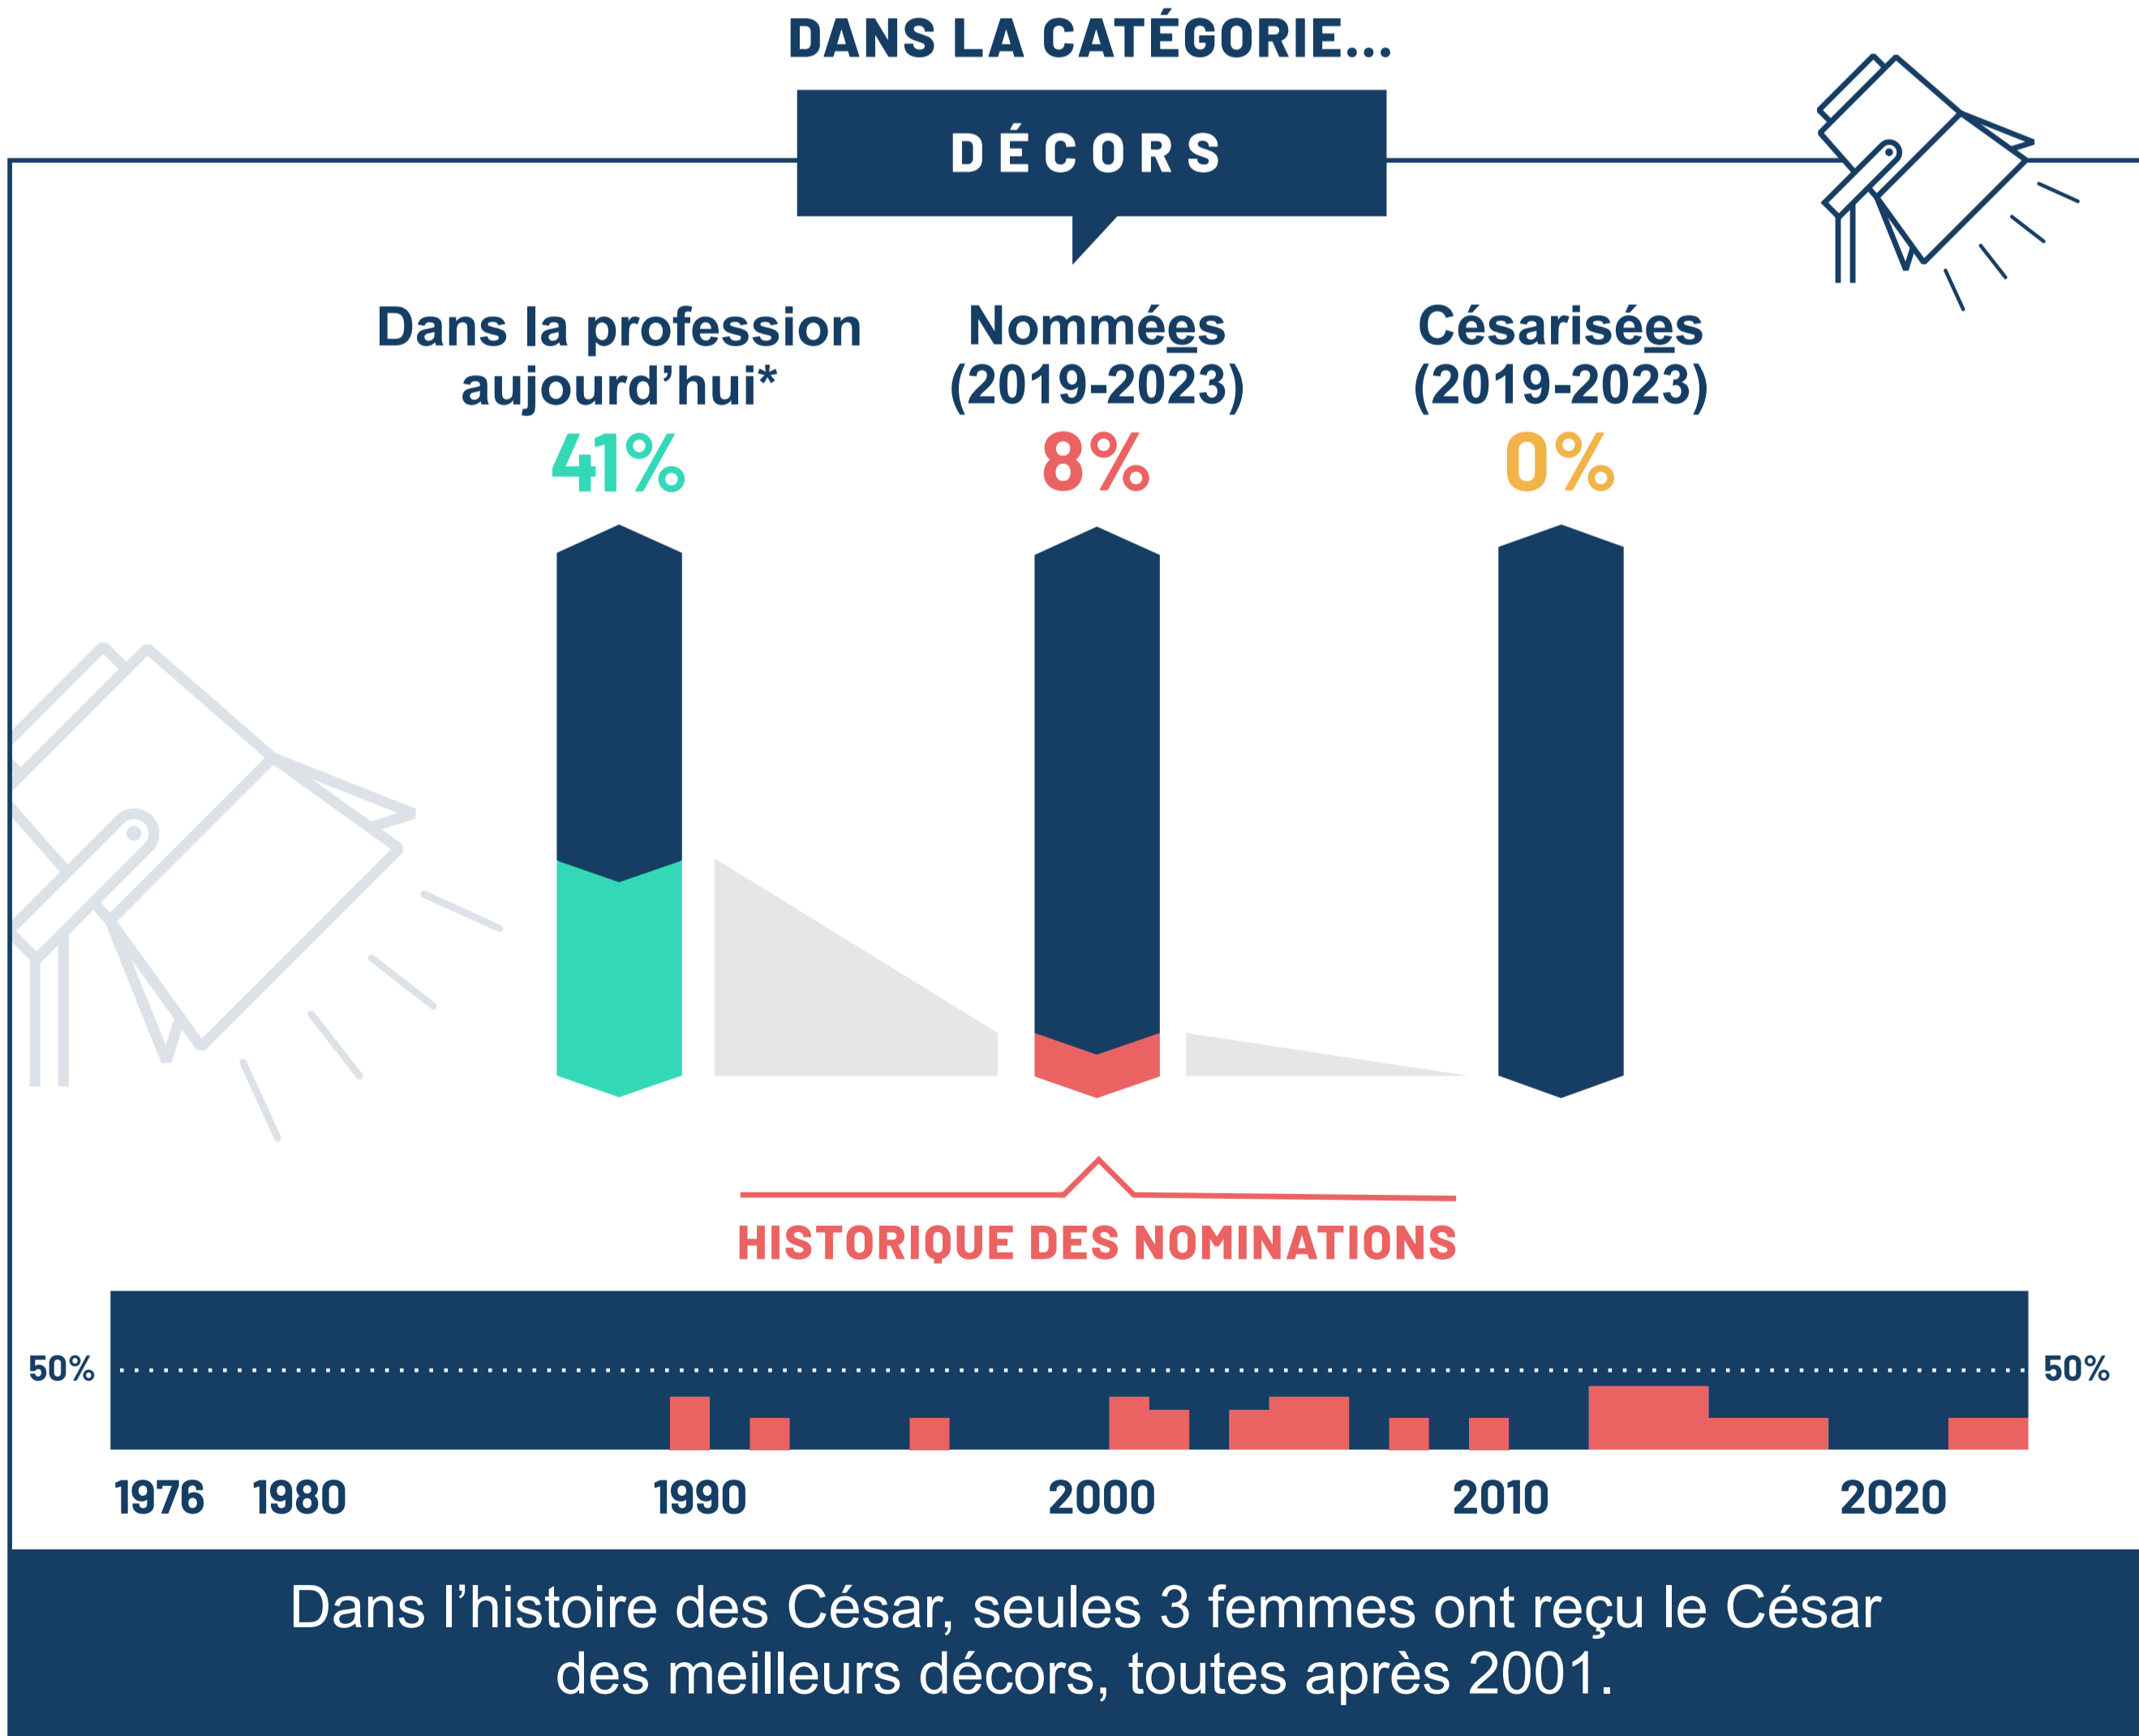 DANS LA CATÉGORIE...
DÉCORS
Dans la profession
aujourd’hui*
41%
Nommées
(2019-2023)
8%
Césarisées
(2019-2023)
0%
HISTORIQUE DES NOMINATIONS
50%
50%
1976 1980 1990 2000 2010 2020
Dans l’histoire des Césars, seules 3 femmes ont reçu le César
des meilleurs décors, toutes après 2001.